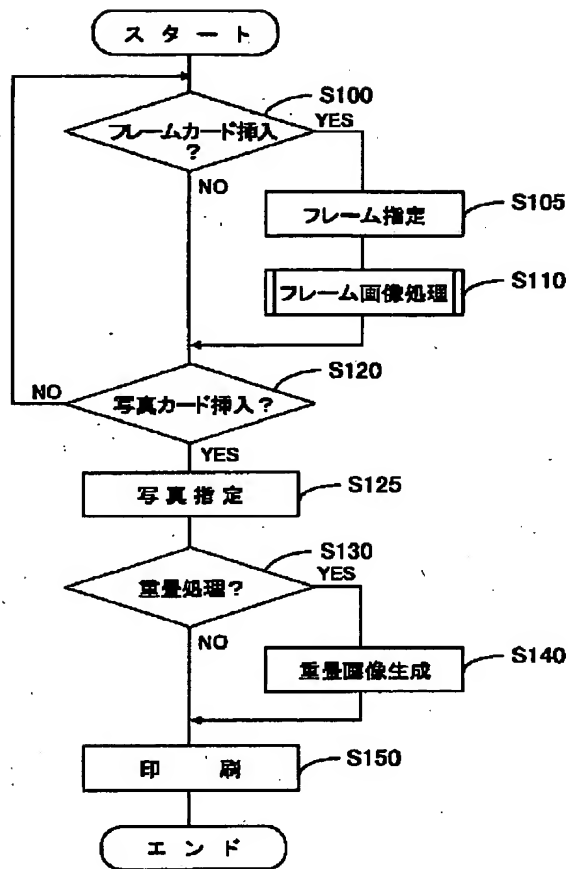 スタート
S100
フレームカード挿入
?
YES
NO
フレーム指定
S105
フレーム画像処理
S110
S120
NO
写真カード挿入?
YES
写真指定
S125
S130
重畳処理?
YES
NO
重畳画像生成
S140
印刷
S150
エンド